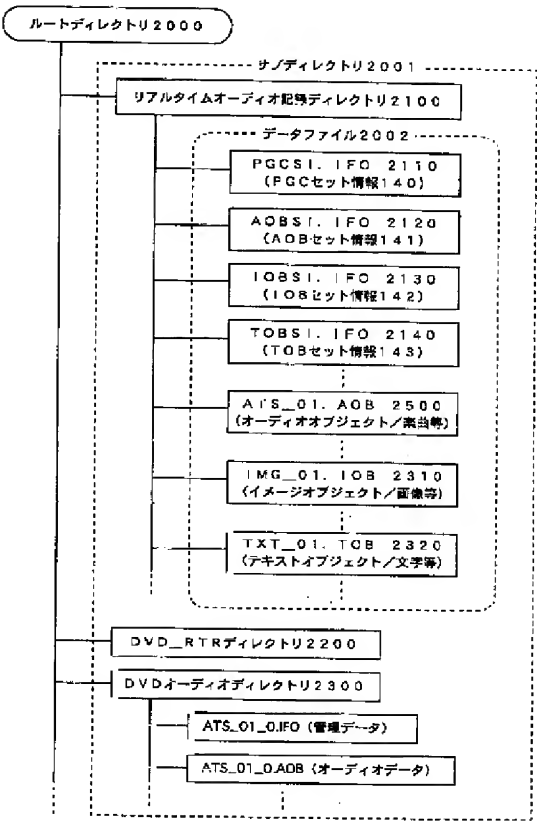 ルートディレクトリ2000
サブディレクトリ2001
リアルタイムオーディオ記録ディレクトリ2100
データファイル2002
PGCSI. IFO 2110
(PGCセット情報140)
AOBSI. IFO 2120
(AOBセット情報141)
IOBSI. IFO 2130
(IOBセット情報142)
TOBSI. IFO 2140
(TOBセット情報143)
ATS_01. AOB 2500
(オーディオオブジェクト/楽曲等)
IMG_01. IOB 2310
(イメージオブジェクト/画像等)
TXT_01. TOB 2320
(テキストオブジェクト/文字等)
DVD_RTRディレクトリ2200
DVDオーディオディレクトリ2300
ATS_01_0.IFO (管理データ)
ATS_01_0.AOB (オーディオデータ)